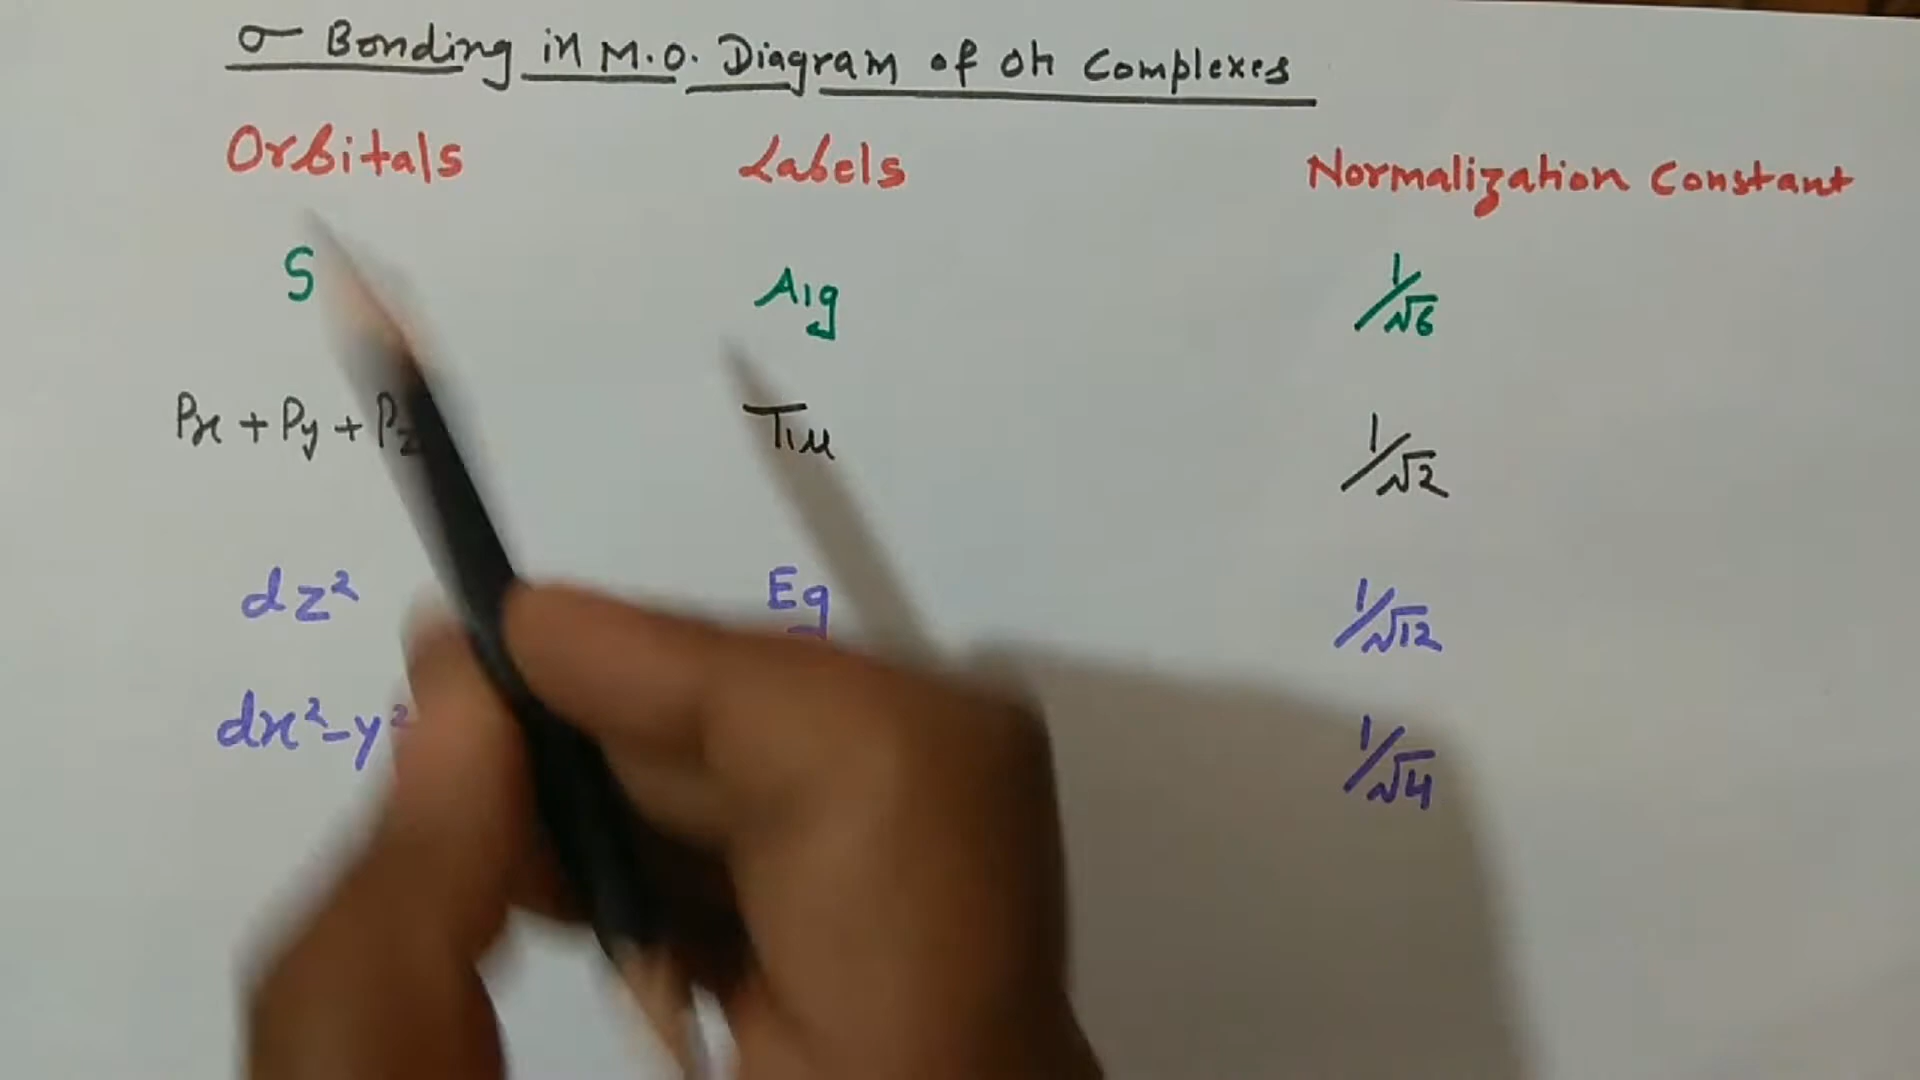 σ Bonding in M.O. Diagram of Oh Complexes
Orbitals Labels Normalization Constant
S A1g 1/√6
Px + Py + Pz T1u 1/√2
dz² Eg 1/√12
dx²-y² 1/√4